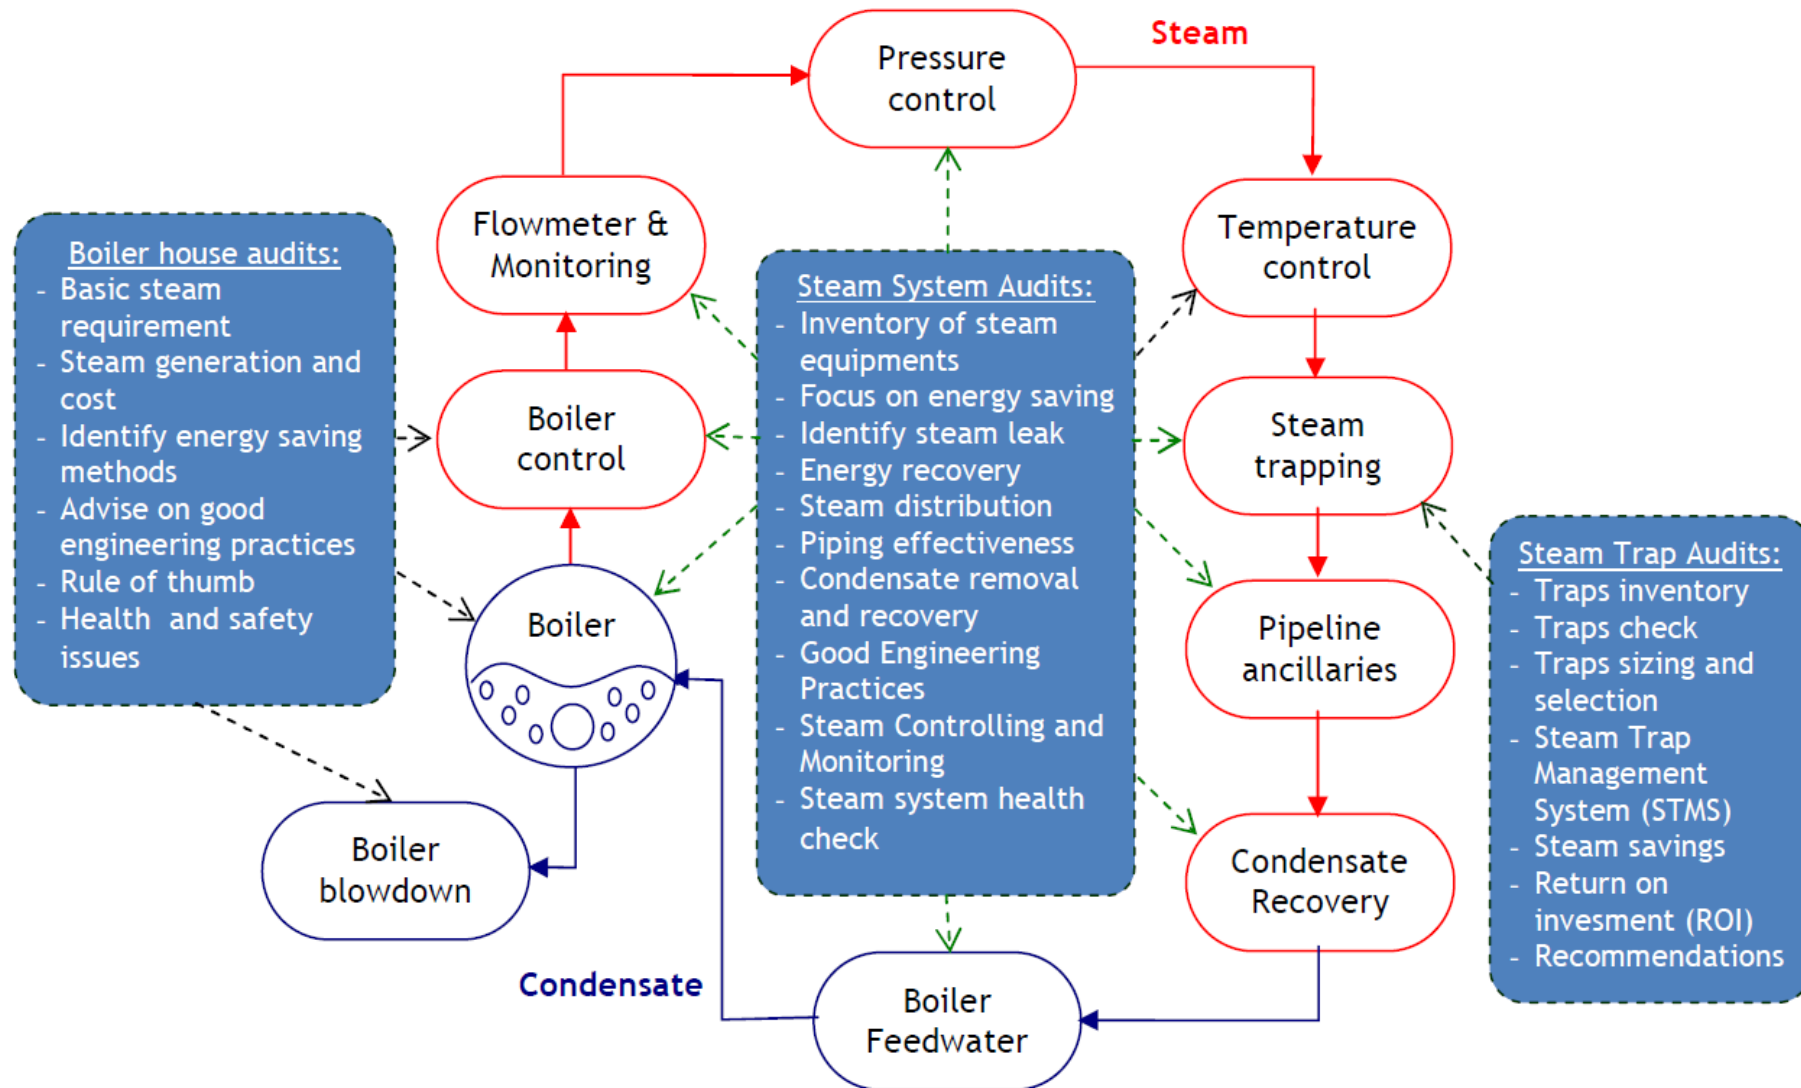 Steam
Pressure
control
Flowmeter &
Monitoring
Temperature
control
Boiler house audits:
- Basic steam
requirement
- Steam generation and
cost
- Identify energy saving
methods
- Advise on good
engineering practices
- Rule of thumb
- Health and safety
issues
Steam System Audits:
- Inventory of steam
equipments
- Focus on energy saving
- Identify steam leak
- Energy recovery
- Steam distribution
- Piping effectiveness
- Condensate removal
and recovery
- Good Engineering
Practices
- Steam Controlling and
Monitoring
- Steam system health
check
Boiler
control
Steam
trapping
Boiler
Pipeline
ancillaries
Steam Trap Audits:
- Traps inventory
- Traps check
- Traps sizing and
selection
- Steam Trap
Management
System (STMS)
- Steam savings
- Return on
invesment (ROI)
- Recommendations
Boiler
blowdown
Condensate
Recovery
Condensate
Boiler
Feedwater